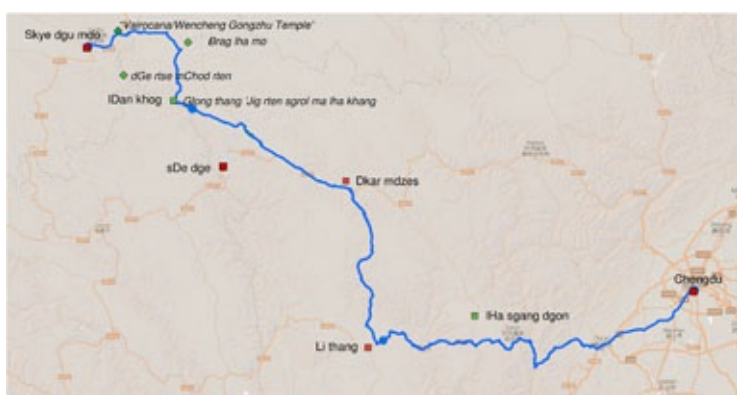 'Vairocana/Wencheng Gongzhu Temple'
Skye dgu mdo
Brag lha mo
dGe rtse mChod rten
lDan khog
Glong thang 'Jig rten sgrol ma lha khang
sDe dge
Dkar mdzes
Chengdu
lHa sgang dgon
Li thang